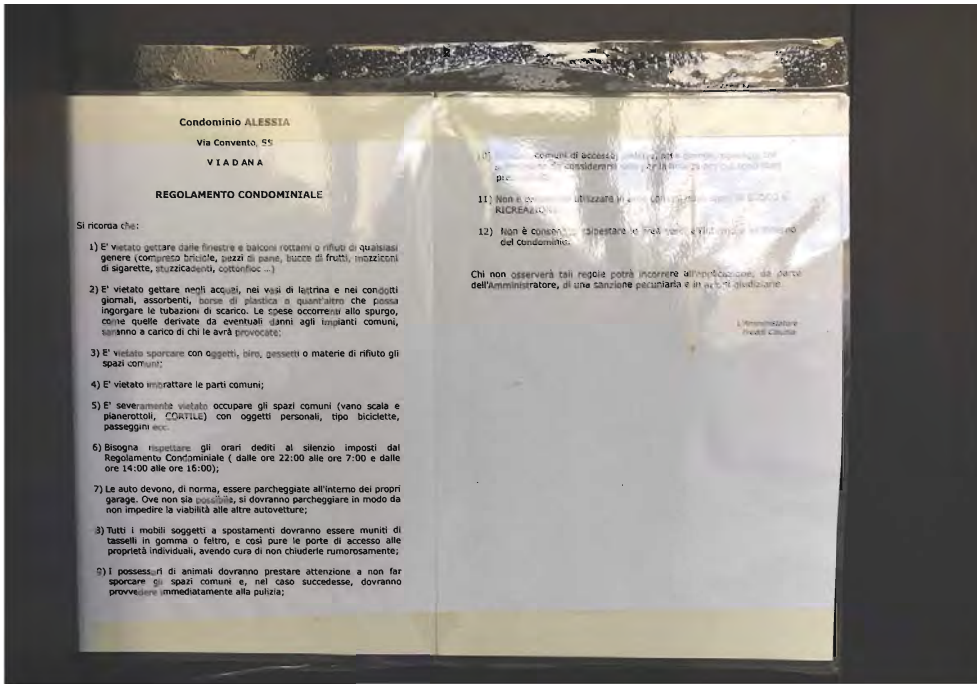 Condominio ALESSIA
Via Convento, 55
VIADANA
REGOLAMENTO CONDOMINIALE
Si ricorda che:
1) E' vietato gettare dalle finestre e balconi rottami o rifiuti di qualsiasi
genere (compreso briciole, pezzi di pane, bucce di frutti, mozziconi
di sigarette, stuzzicadenti, cottonfioc ...)
2) E' vietato gettare negli acquai, nei vasi di lattrina e nei condotti
giornali, assorbenti, borse di plastica o quant'altro che possa
ingorgare le tubazioni di scarico. Le spese occorrenti allo spurgo,
come quelle derivate da eventuali danni agli impianti comuni,
saranno a carico di chi le avrà provocate;
3) E' vietato sporcare con oggetti, biro, gessetti o materie di rifiuto gli
spazi comuni;
4) E' vietato imbrattare le parti comuni;
5) E' severamente vietato occupare gli spazi comuni (vano scala e
pianerottoli, CORTILE) con oggetti personali, tipo biciclette,
passeggini ecc.
6) Bisogna rispettare gli orari dediti al silenzio imposti dal
Regolamento Condominiale ( dalle ore 22:00 alle ore 7:00 e dalle
ore 14:00 alle ore 16:00);
7) Le auto devono, di norma, essere parcheggiate all'interno dei propri
garage. Ove non sia possibile, si dovranno parcheggiare in modo da
non impedire la viabilità alle altre autovetture;
8) Tutti i mobili soggetti a spostamenti dovranno essere muniti di
tasselli in gomma o feltro, e così pure le porte di accesso alle
proprietà individuali, avendo cura di non chiuderle rumorosamente;
9) I possessori di animali dovranno prestare attenzione a non far
sporcare gli spazi comuni e, nel caso succedesse, dovranno
provvedere immediatamente alla pulizia;
10) comuni di accesso
considerarsi
11) Non è utilizzare
RICREAZIONE
12) Non è consentito calpestare le aree verdi
del condominio.
Chi non osserverà tali regole potrà incorrere all'applicazione, da parte
dell'Amministratore, di una sanzione pecuniaria e in azioni giudiziarie.
L'Amministratore